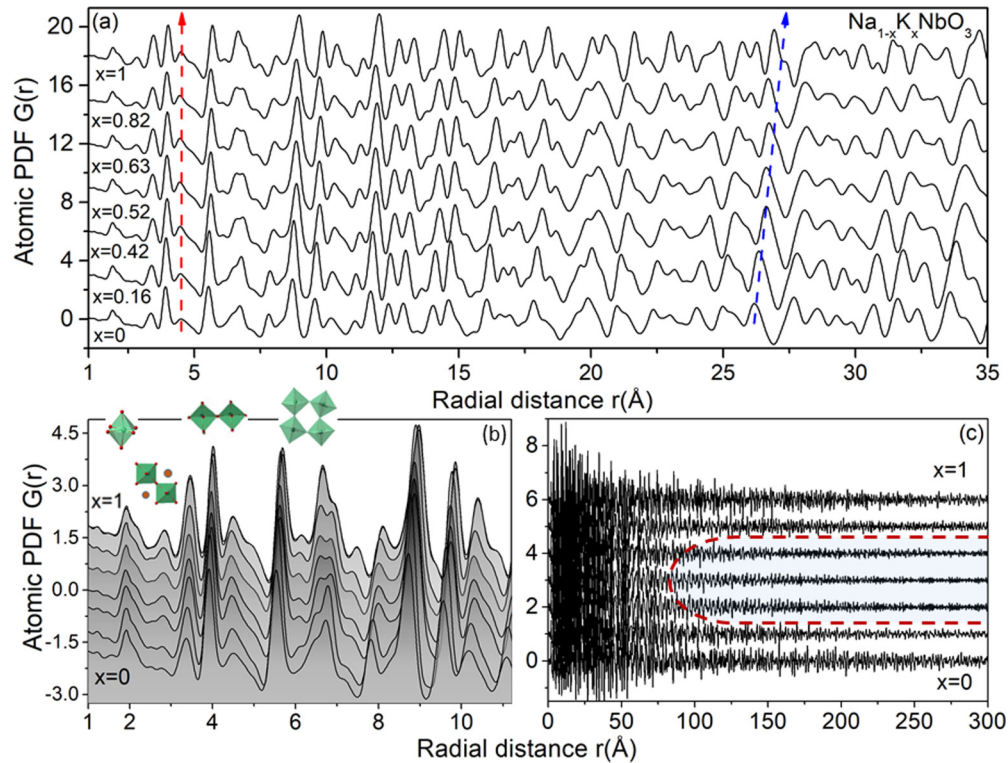 (a)
Na1-xKxNbO3
Atomic PDF G(r)
20
16
12
8
4
0
x=1
x=0.82
x=0.63
x=0.52
x=0.42
x=0.16
x=0
1 5 10 15 20 25 30 35
Radial distance r(Å)
(b)
Atomic PDF G(r)
4.5
3.0
1.5
0.0
-1.5
-3.0
x=1
x=0
1 2 4 6 8 10
Radial distance r(Å)
(c)
8
6
4
2
0
x=1
x=0
0 25 50 75 100 150 200 250 300
Radial distance r(Å)